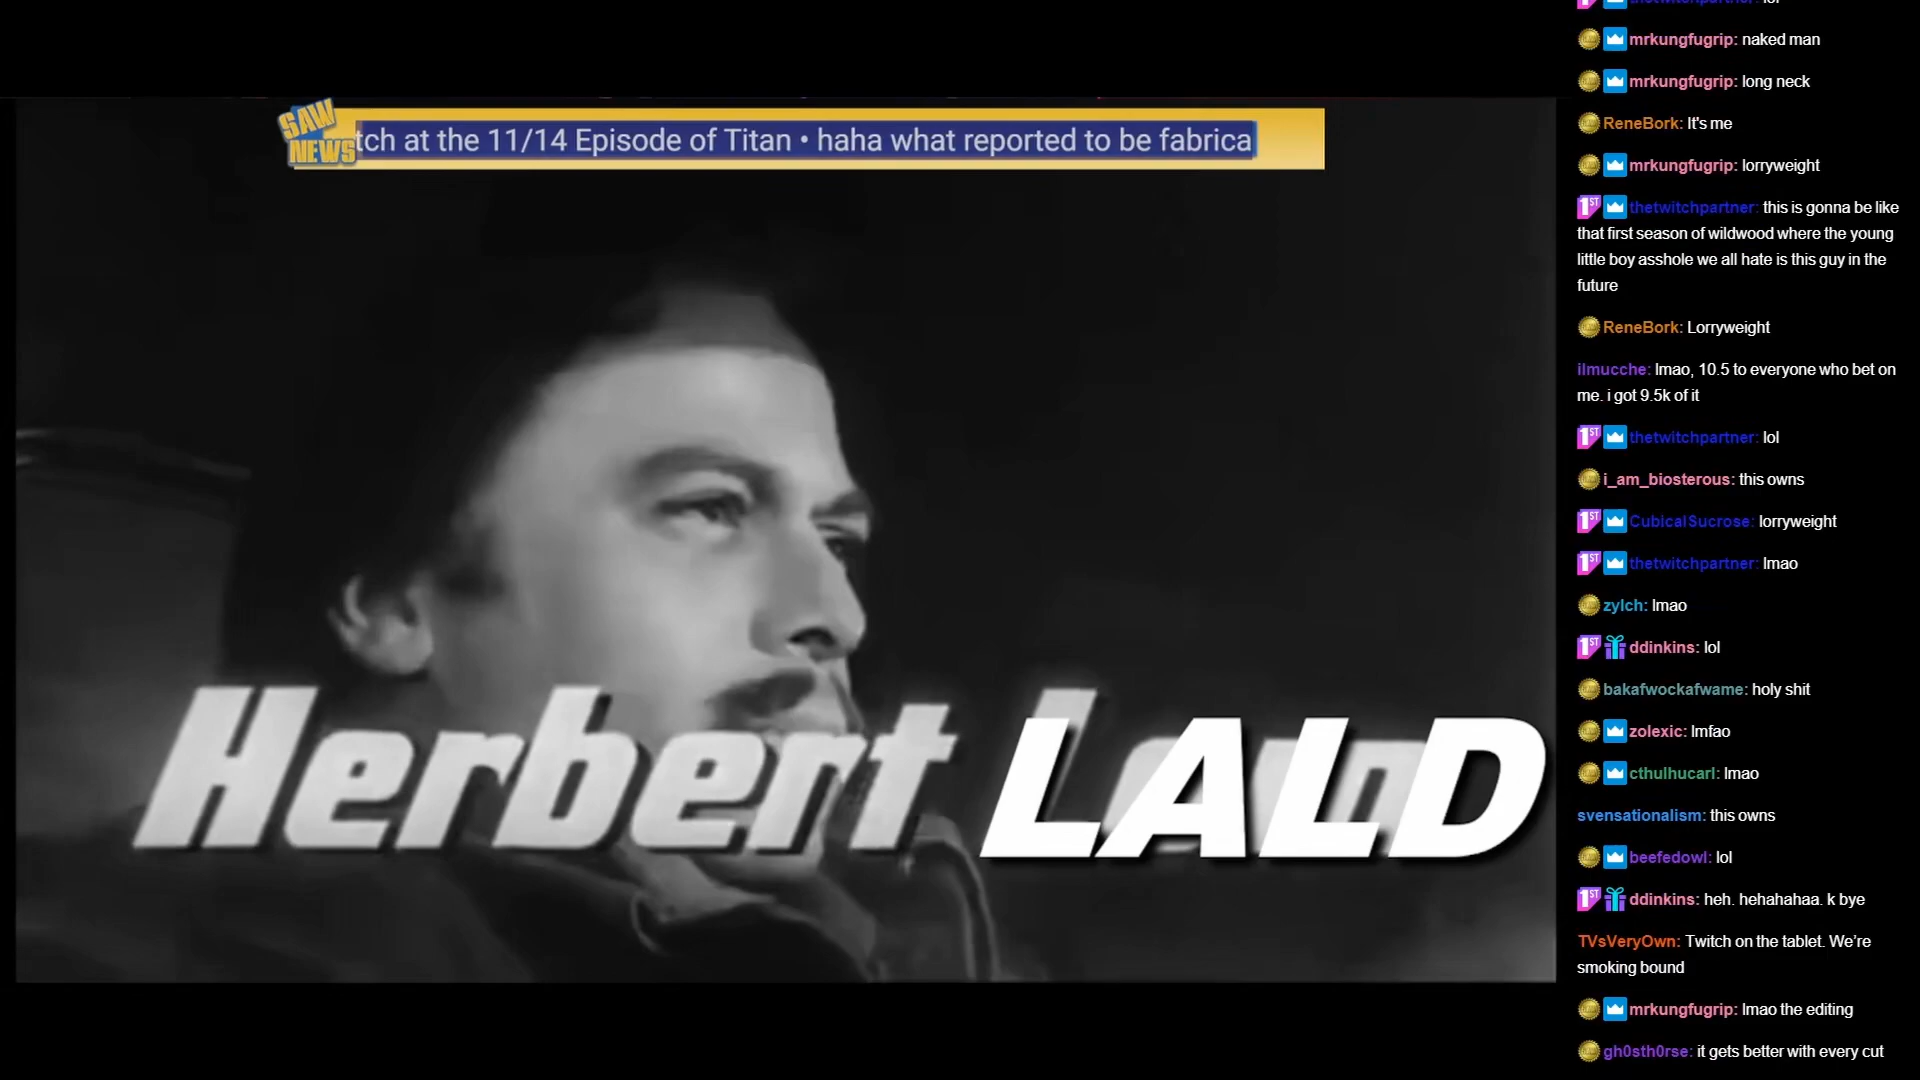 SAW
NEWS
tch at the 11/14 Episode of Titan • haha what reported to be fabrica
Herbert LALD
mrkungfugrip: naked man
mrkungfugrip: long neck
ReneBork: It's me
mrkungfugrip: lorryweight
thetwitchpartner: this is gonna be like
that first season of wildwood where the young
little boy asshole we all hate is this guy in the
future
ReneBork: Lorryweight
ilmucche: lmao, 10.5 to everyone who bet on
me. i got 9.5k of it
thetwitchpartner: lol
i_am_biosterous: this owns
CubicalSucrose: lorryweight
thetwitchpartner: lmao
zylch: lmao
ddinkins: lol
bakafwockafwame: holy shit
zolexic: lmfao
cthulhucarl: lmao
svensationalism: this owns
beefedowl: lol
ddinkins: heh. hehahahaa. k bye
TVsVeryOwn: Twitch on the tablet. We’re
smoking bound
mrkungfugrip: lmao the editing
gh0sth0rse: it gets better with every cut